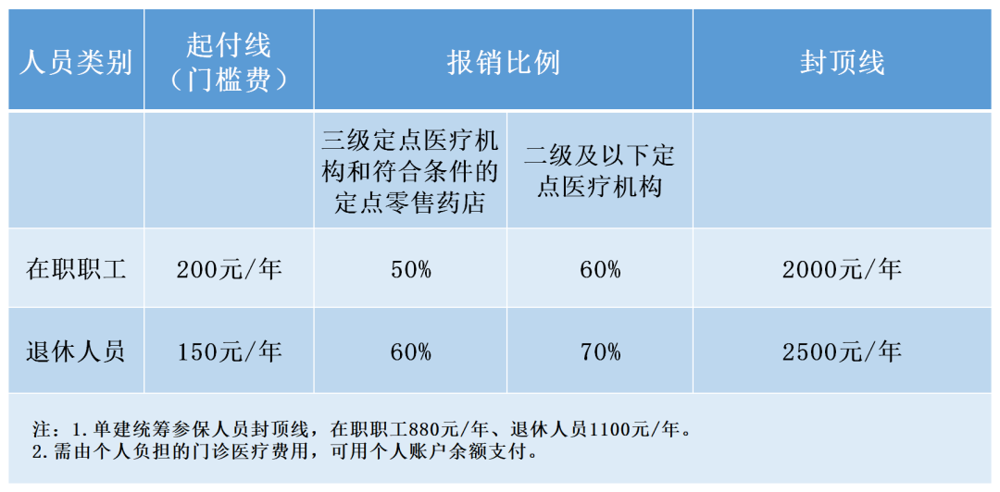 人员类别
起付线
（门槛费）
报销比例
封顶线
三级定点医疗机
构和符合条件的
定点零售药店
二级及以下定
点医疗机构
在职职工
200元/年
50%
60%
2000元/年
退休人员
150元/年
60%
70%
2500元/年
注：1.单建统筹参保人员封顶线，在职职工880元/年、退休人员1100元/年。
2.需由个人负担的门诊医疗费用，可用个人账户余额支付。